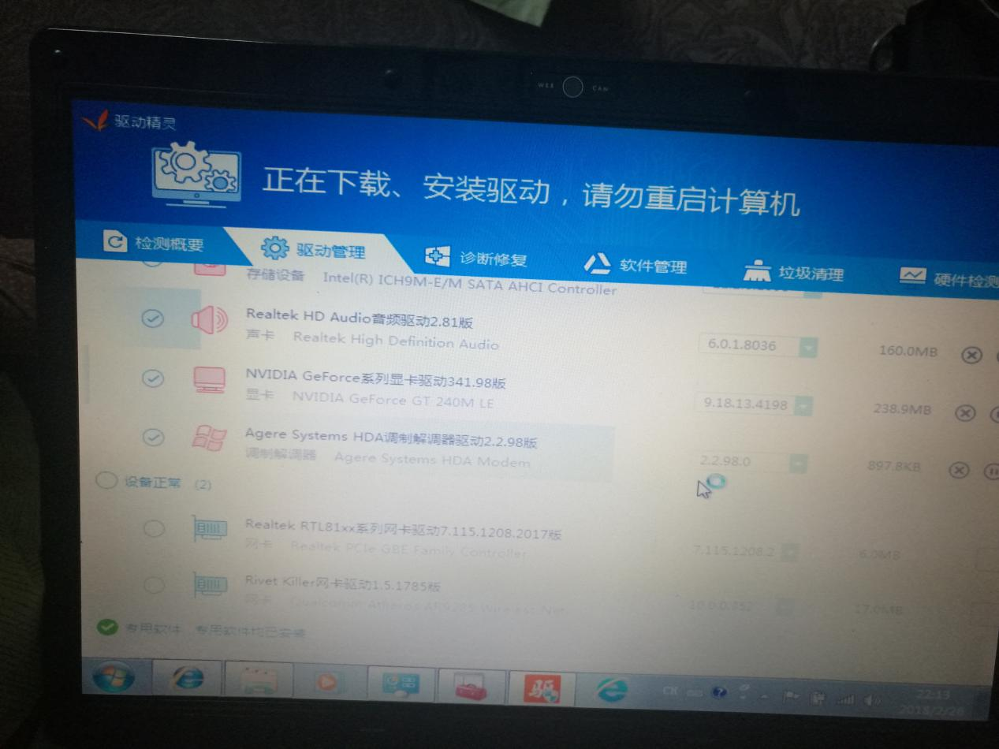 WEB CAN
驱动精灵
正在下载、安装驱动，请勿重启计算机
检测概要 驱动管理 诊断修复 软件管理 垃圾清理 硬件检测
存储设备 Intel(R) ICH9M-E/M SATA AHCI Controller
Realtek HD Audio音频驱动2.81版
声卡 Realtek High Definition Audio 6.0.1.8036 160.0MB
NVIDIA GeForce系列显卡驱动341.98版
显卡 NVIDIA GeForce GT 240M LE 9.18.13.4198 238.9MB
Agere Systems HDA调制解调器驱动2.2.98版
调制解调器 Agere Systems HDA Modem 2.2.98.0 897.8KB
设备正常 (2)
Realtek RTL81xx系列网卡驱动7.115.1208.2017版
网卡 Realtek PCIe GBE Family Controller 7.115.1208.2 6.0MB
Rivet Killer网卡驱动1.5.1785版
网卡 Qualcomm Atheros AR9285 Wireless Net 10.0.0.352 17.0MB
专用软件 专用软件均已安装
驱 CH 22:13
2018/2/26